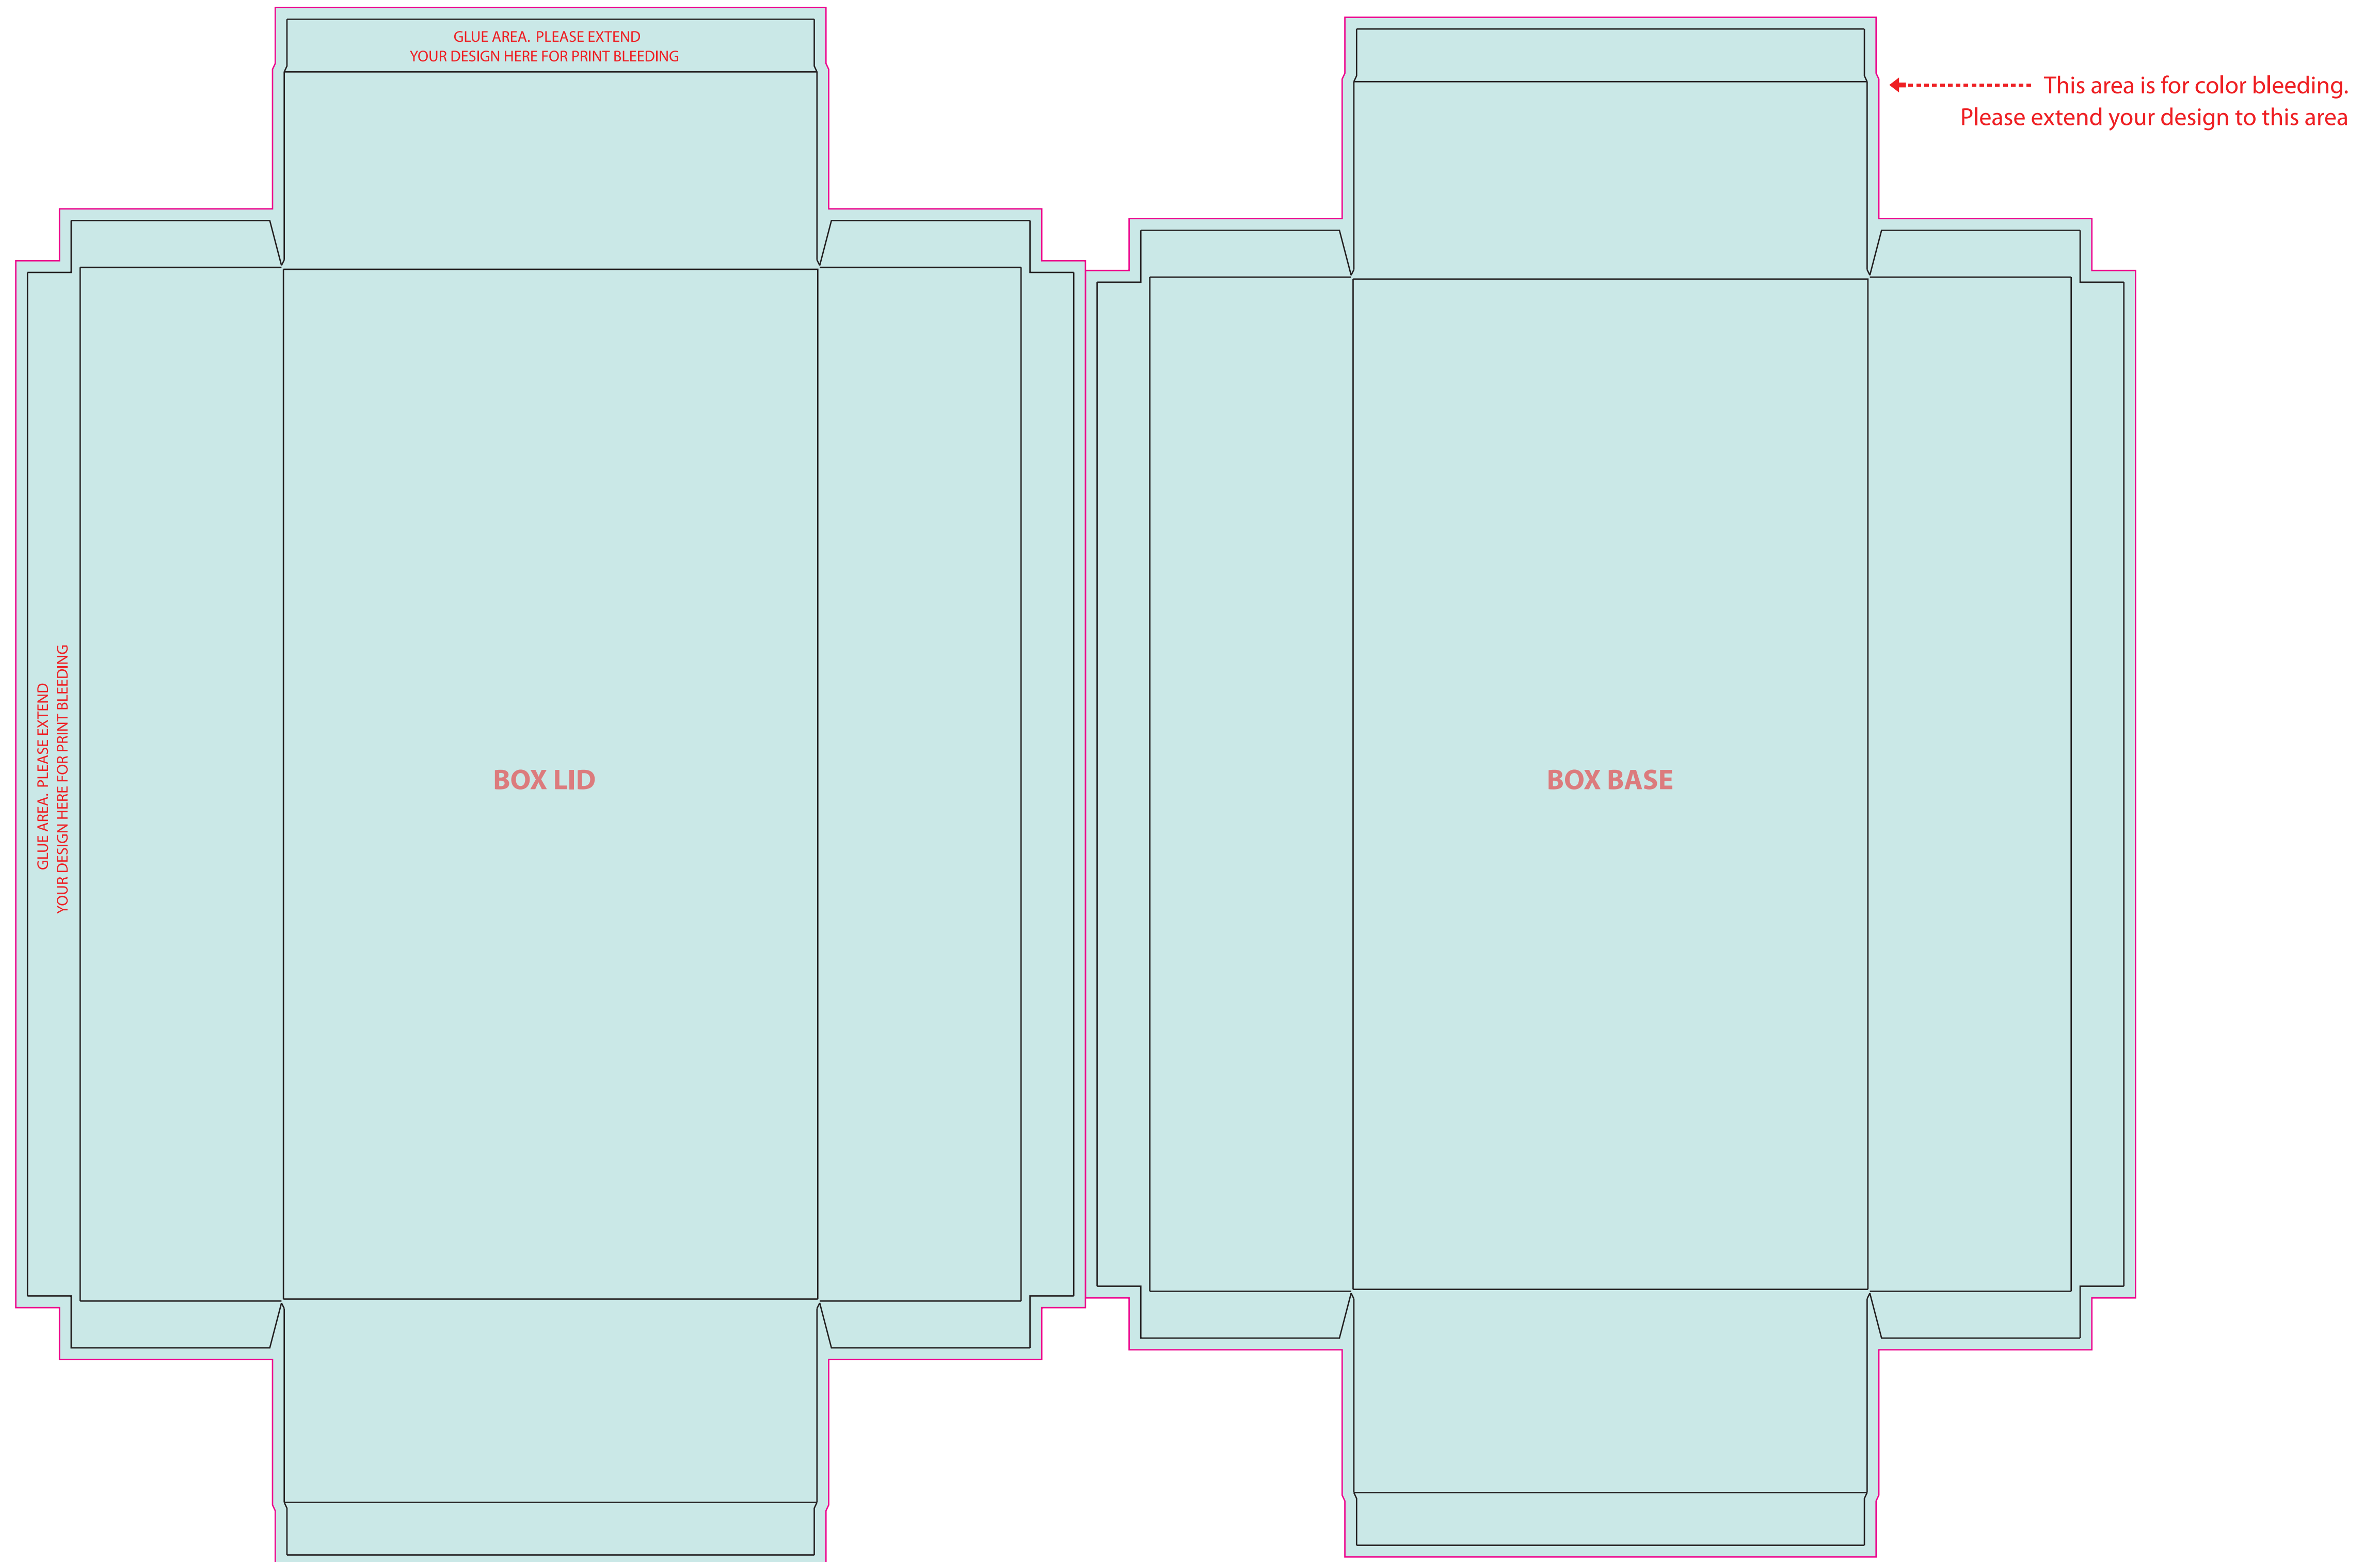 GLUE AREA. PLEASE EXTEND
YOUR DESIGN HERE FOR PRINT BLEEDING
This area is for color bleeding.
Please extend your design to this area
GLUE AREA. PLEASE EXTEND
YOUR DESIGN HERE FOR PRINT BLEEDING
BOX LID
BOX BASE